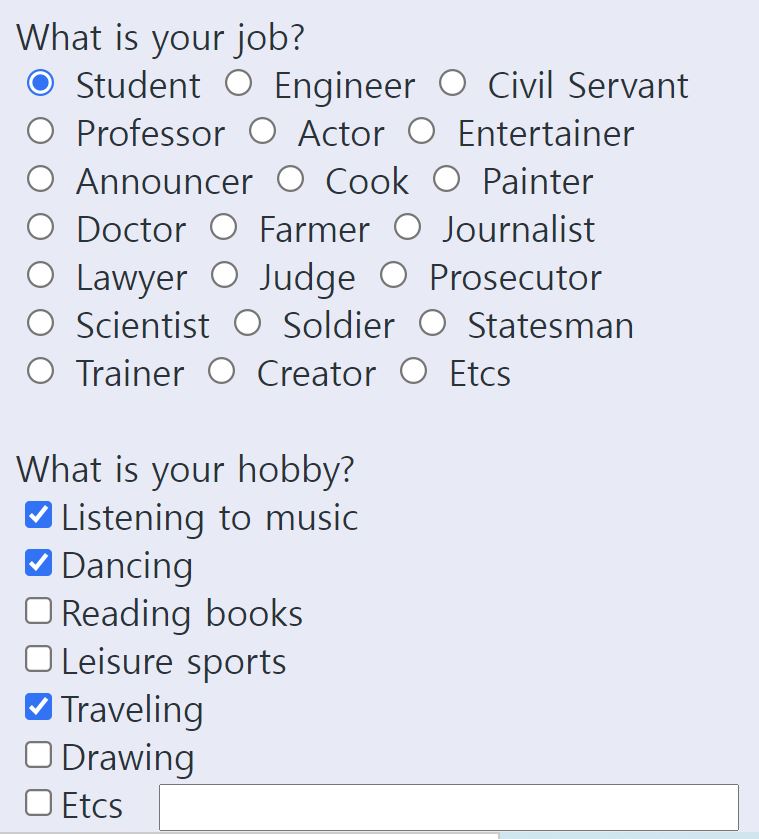 What is your job?
Student Engineer Civil Servant
Professor Actor Entertainer
Announcer Cook Painter
Doctor Farmer Journalist
Lawyer Judge Prosecutor
Scientist Soldier Statesman
Trainer Creator Etcs
What is your hobby?
Listening to music
Dancing
Reading books
Leisure sports
Traveling
Drawing
Etcs